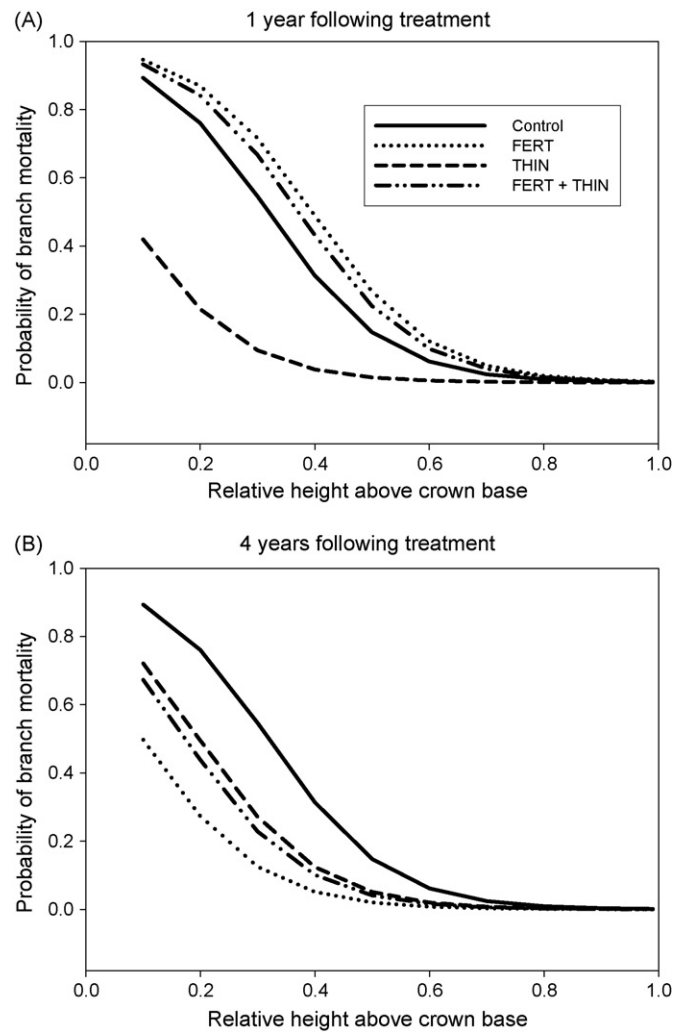 (A) 1 year following treatment
1.0
0.8
0.6
0.4
0.2
0.0
Probability of branch mortality
Control
FERT
THIN
FERT + THIN
0.0 0.2 0.4 0.6 0.8 1.0
Relative height above crown base
(B) 4 years following treatment
1.0
0.8
0.6
0.4
0.2
0.0
Probability of branch mortality
0.0 0.2 0.4 0.6 0.8 1.0
Relative height above crown base